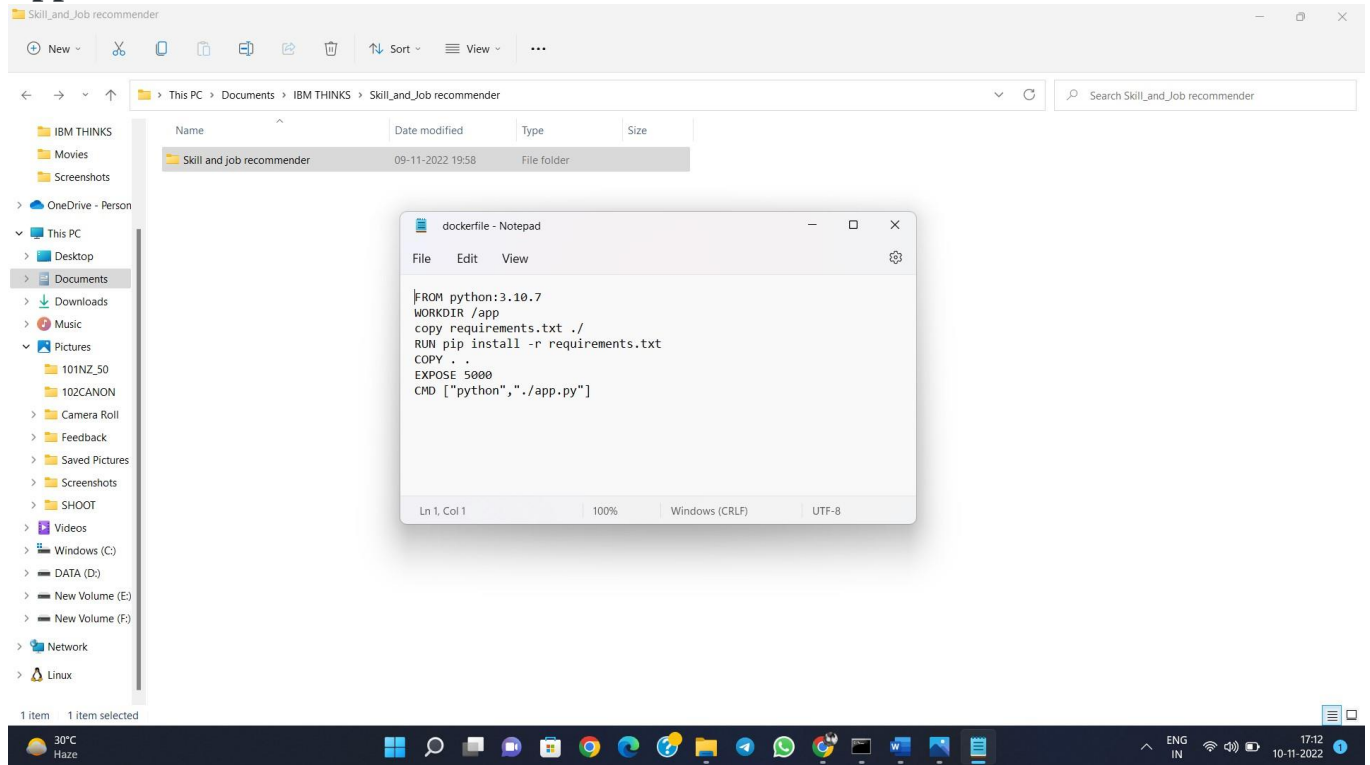 Skill_and_Job recommender
New
Sort
View
This PC > Documents > IBM THINKS > Skill_and_Job recommender
Search Skill_and_Job recommender
Name
Date modified
Type
Size
Skill and job recommender
09-11-2022 19:58
File folder
IBM THINKS
Movies
Screenshots
OneDrive - Person
This PC
Desktop
Documents
Downloads
Music
Pictures
101NZ_50
102CANON
Camera Roll
Feedback
Saved Pictures
Screenshots
SHOOT
Videos
Windows (C:)
DATA (D:)
New Volume (E:)
New Volume (F:)
Network
Linux
dockerfile - Notepad
File Edit View
FROM python:3.10.7
WORKDIR /app
copy requirements.txt ./
RUN pip install -r requirements.txt
COPY . .
EXPOSE 5000
CMD ["python","./app.py"]
Ln 1, Col 1
100%
Windows (CRLF)
UTF-8
1 item
1 item selected
30°C
Haze
ENG
IN
17:12
10-11-2022
1